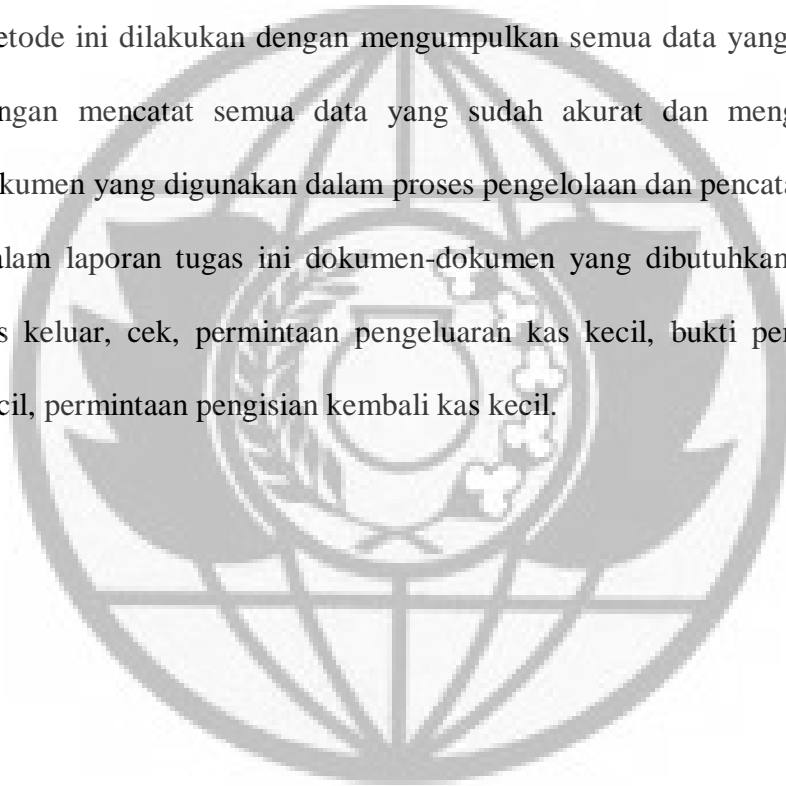 etode ini dilakukan dengan mengumpulkan semua data yang
ngan mencatat semua data yang sudah akurat dan meng
kumen yang digunakan dalam proses pengelolaan dan pencata
alam laporan tugas ini dokumen-dokumen yang dibutuhkan
s keluar, cek, permintaan pengeluaran kas kecil, bukti pen
cil, permintaan pengisian kembali kas kecil.